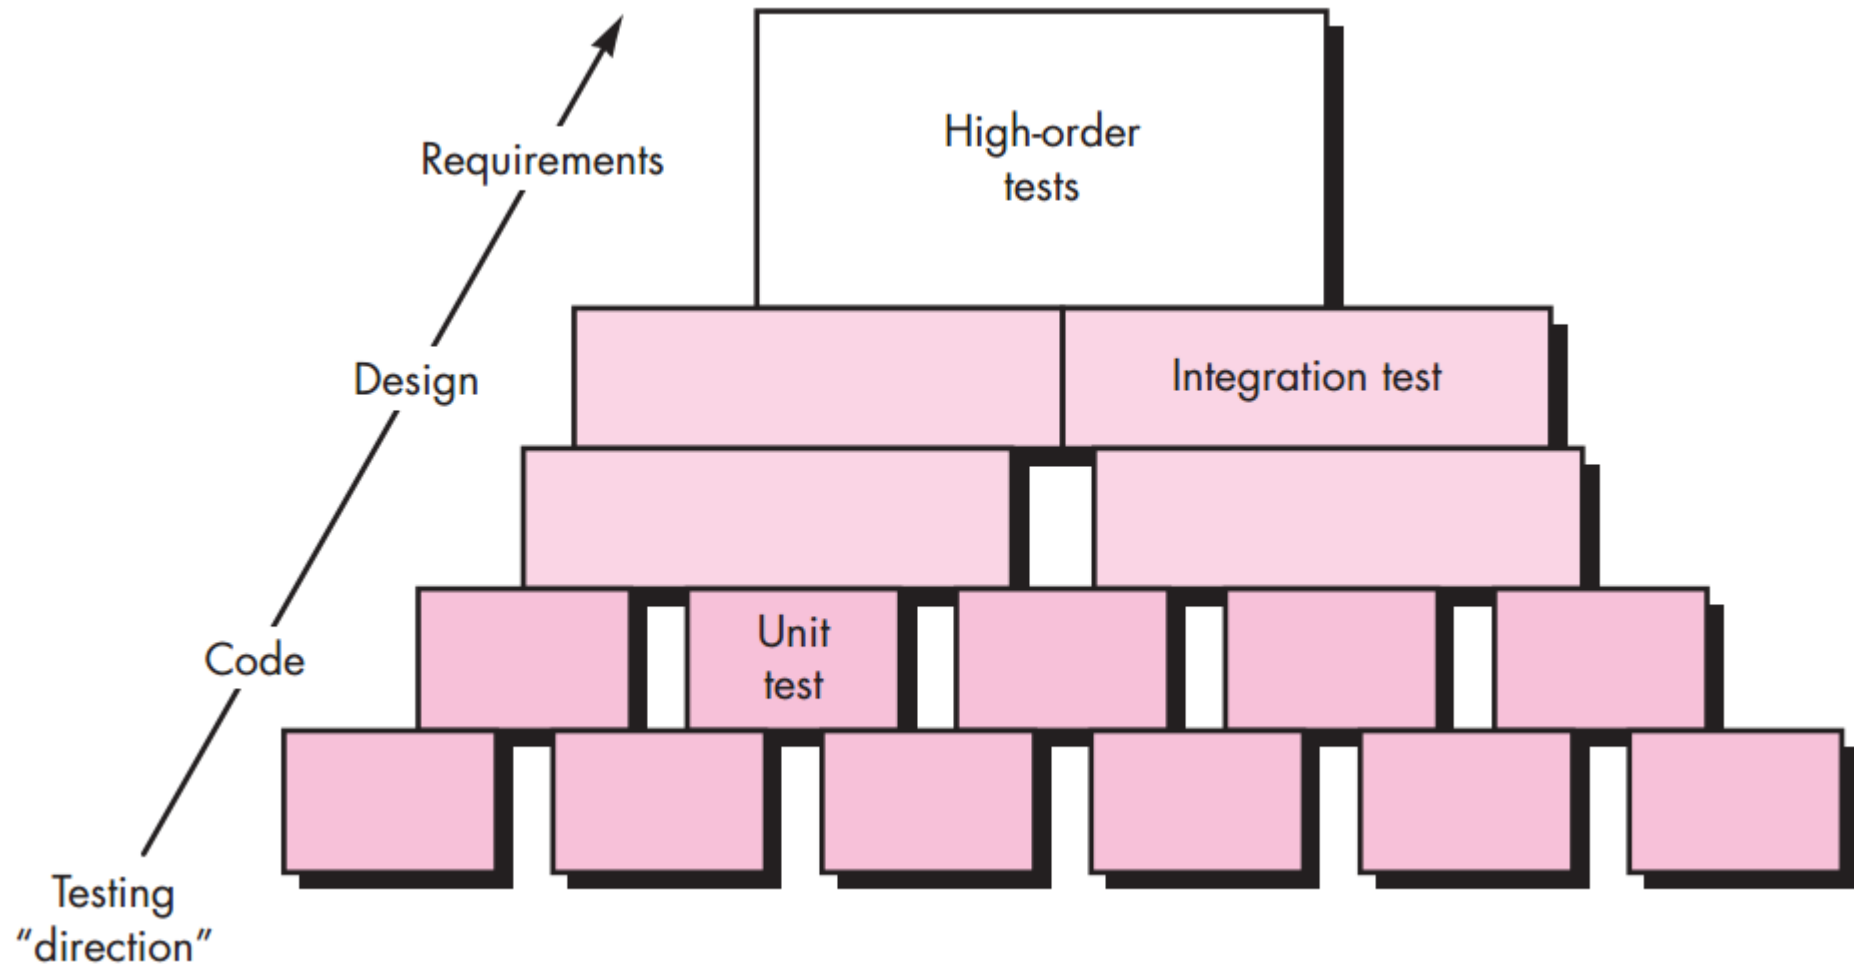 High-order
tests
Requirements
Integration test
Design
Unit
test
Code
Testing
“direction”